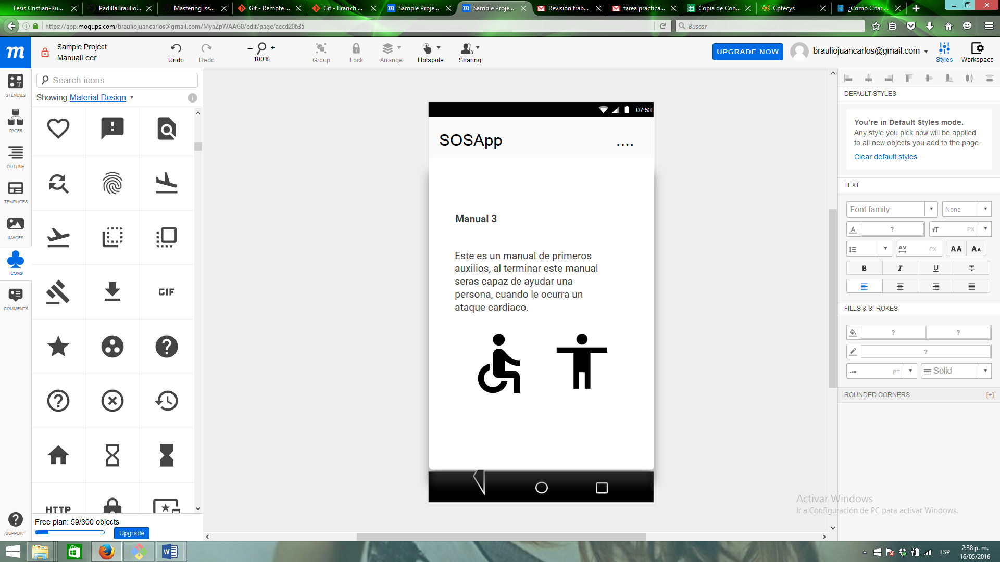 Tesis Cristian-Ru...
PadillaBraulio...
Mastering Iss...
Git - Remote ...
Git - Branch ...
Sample Proje...
Sample Proje...
Revisión trab...
tarea práctica...
Copia de Con...
Cpfecys
¿Como Citar ...
https://app.moqups.com/brauliojuancarlos@gmail.com/MyaZpWAAG0/edit/page/aecd20635
Buscar
m
Sample Project
ManualLeer
Undo
Redo
– +
100%
Group
Lock
Arrange
Hotspots
Sharing
UPGRADE NOW
brauliojuancarlos@gmail.com
Styles
Workspace
STENCILS
PAGES
OUTLINE
TEMPLATES
IMAGES
ICONS
COMMENTS
SUPPORT
Search icons
Showing Material Design
GIF
HTTP
Free plan: 59/300 objects
Upgrade
07:53
SOSApp
....
Manual 3
Este es un manual de primeros
auxilios, al terminar este manual
seras capaz de ayudar una
persona, cuando le ocurra un
ataque cardiaco.
DEFAULT STYLES
You're in Default Styles mode.
Any style you pick now will be applied
to all new objects you add to the page.
Clear default styles
TEXT
Font family
None
A ?
TT PX
AV PX
AA AA
B I U T
FILLS & STROKES
? ?
?
PT
Solid
ROUNDED CORNERS [+]
Activar Windows
Ir a Configuración de PC para activar Windows.
ESP
2:38 p. m.
16/05/2016